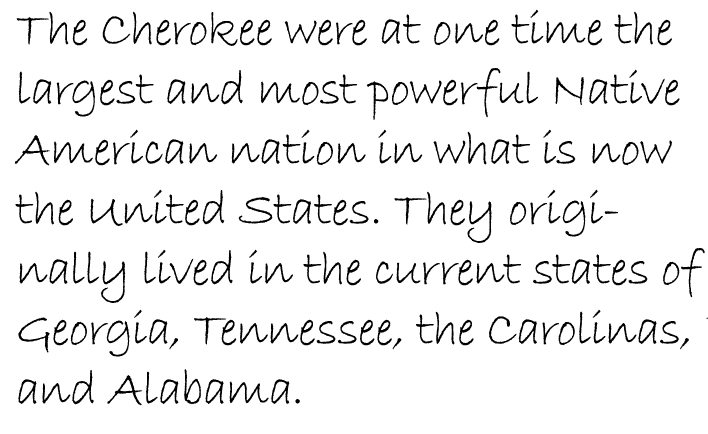 The Cherokee were at one time the
largest and most powerful Native
American nation in what is now
the United States. They origi-
nally lived in the current states of
Georgia, Tennessee, the Carolinas,
and Alabama.